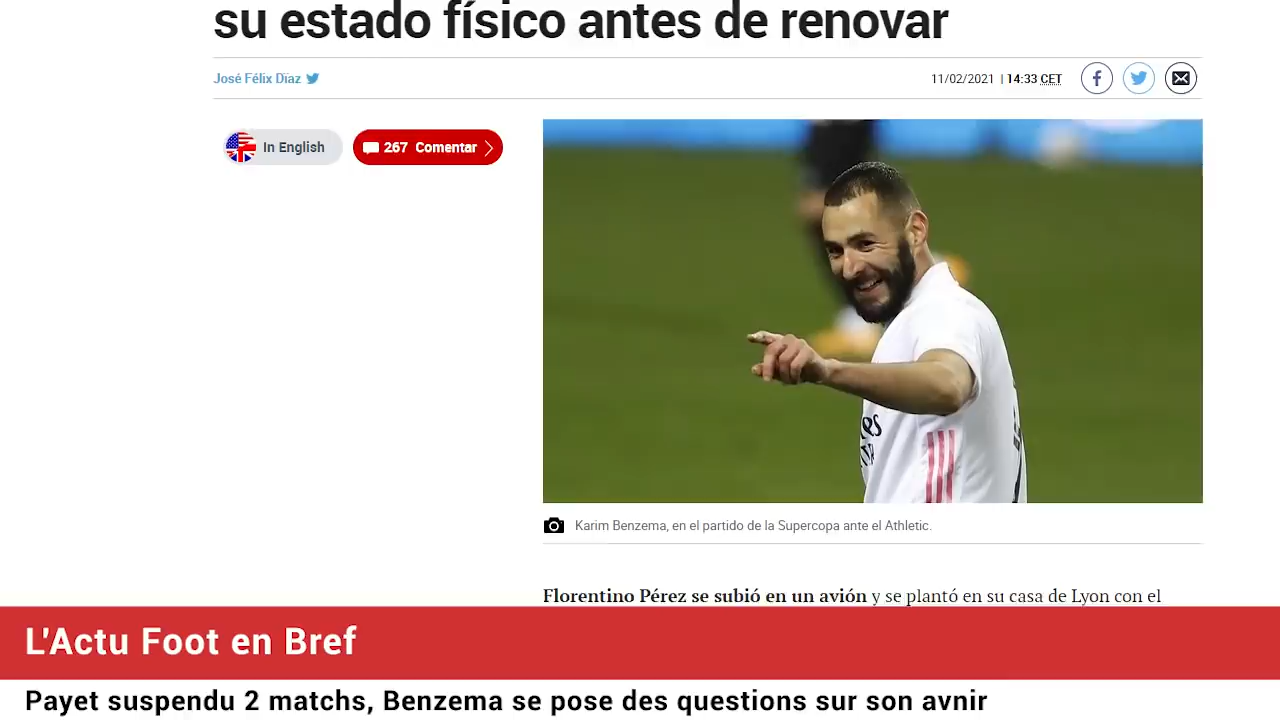 su estado físico antes de renovar
José Félix Díaz
11/02/2021 | 14:33 CET
In English
267 Comentar
Karim Benzema, en el partido de la Supercopa ante el Athletic.
Florentino Pérez se subió en un avión y se plantó en su casa de Lyon con el
L'Actu Foot en Bref
Payet suspendu 2 matchs, Benzema se pose des questions sur son avnir